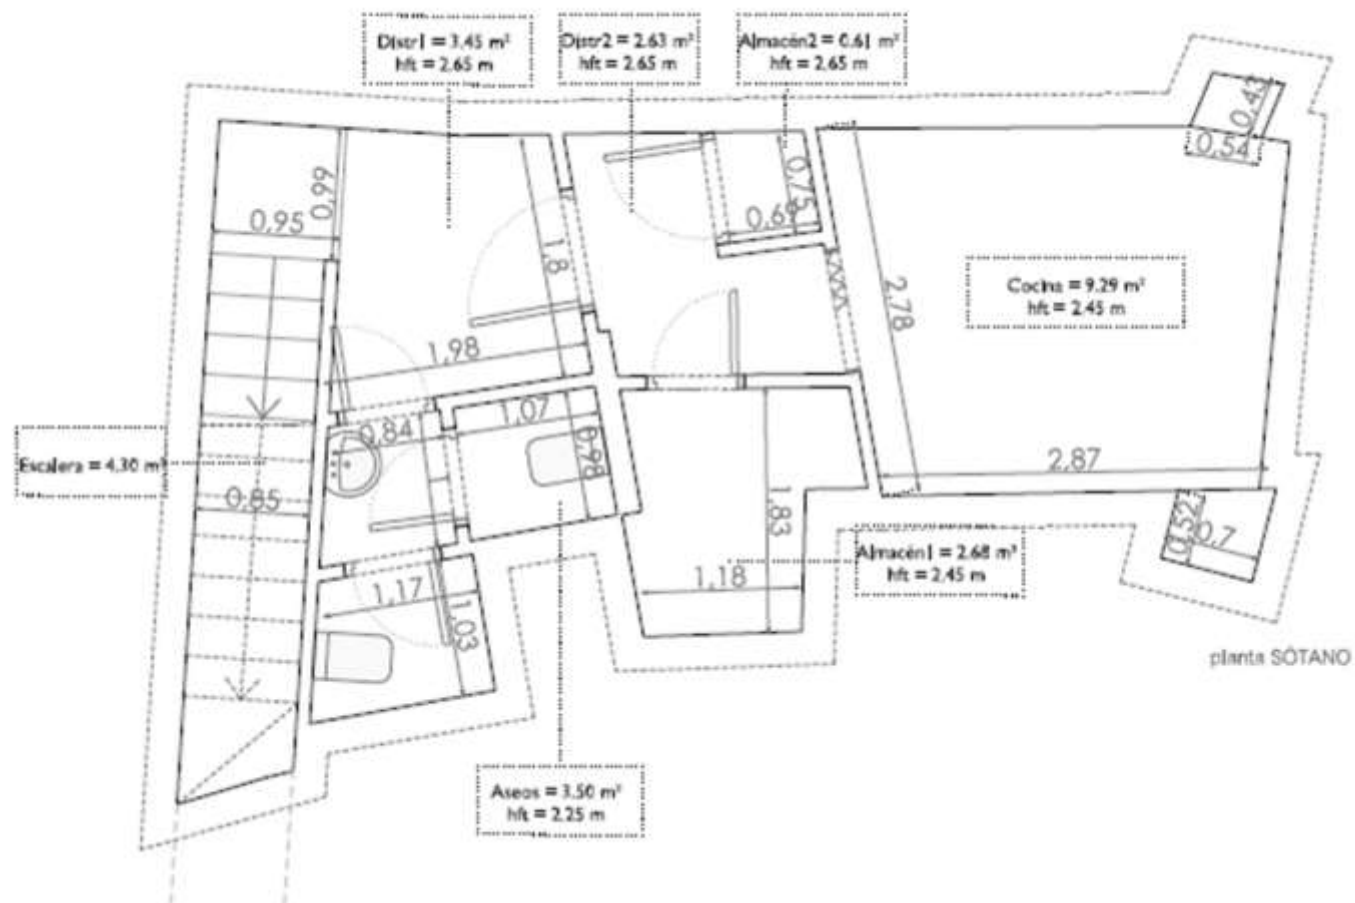 Distr1 = 3.45 m²
hft = 2.65 m
Distr2 = 2.63 m²
hft = 2.65 m
Almacén2 = 0.61 m²
hft = 2.65 m
0,43
0,54
0,99
0,95
0,75
0,69
1,8
2,78
Cocina = 9.29 m²
hft = 2.45 m
1,98
0,84
1,07
0,98
Escalera = 4.30 m²
0,85
2,87
1,83
0,52
0,7
Almacén1 = 2.68 m²
hft = 2.45 m
1,18
1,17
1,03
planta SÓTANO
Aseos = 3.50 m²
hft = 2.25 m